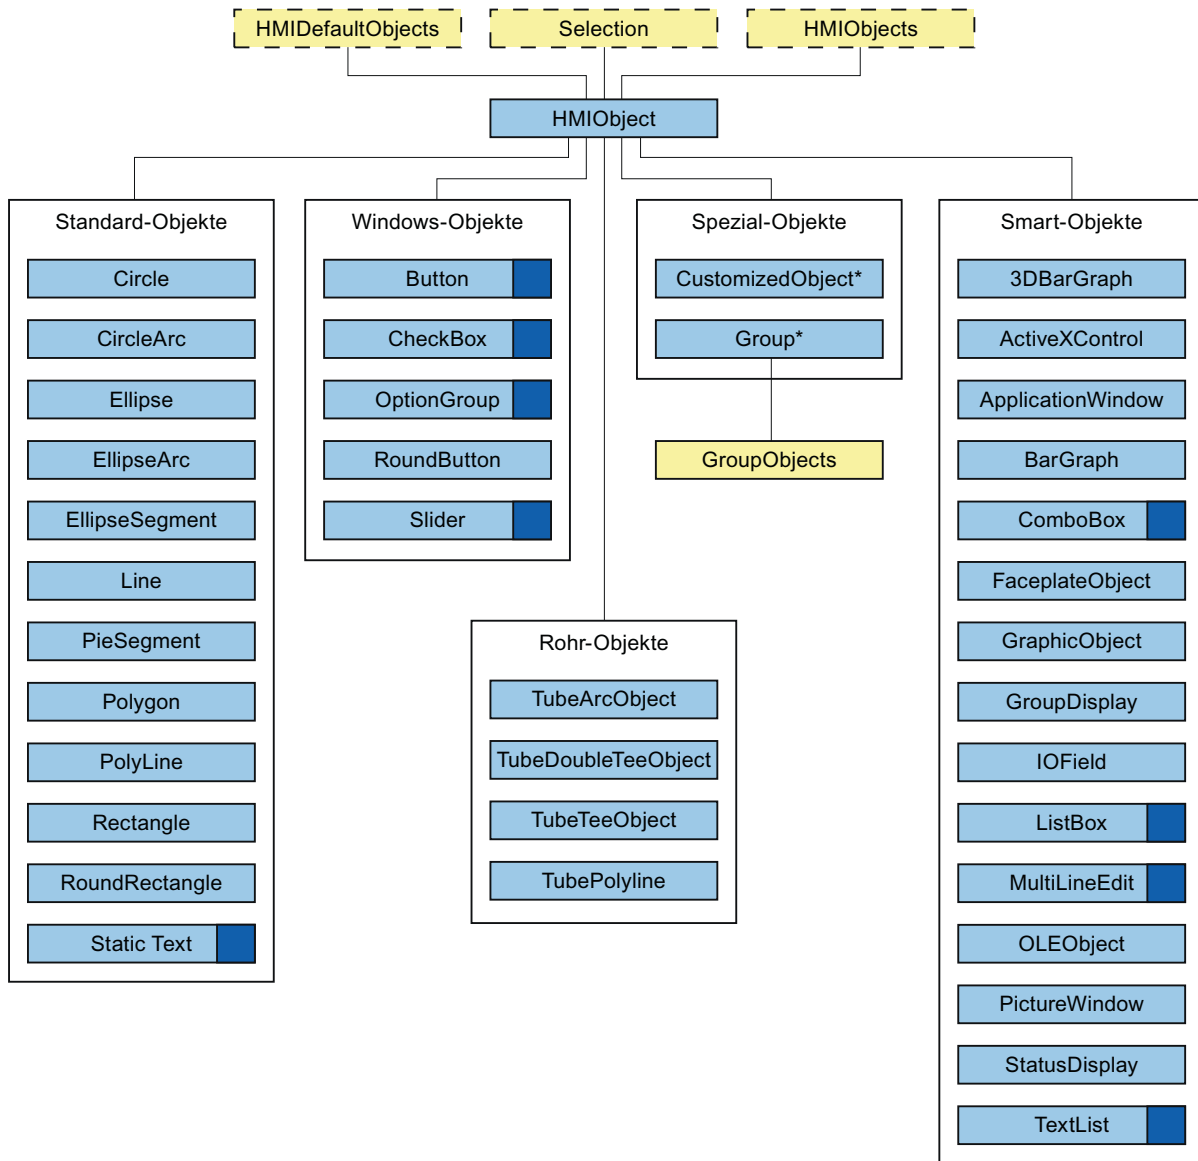 HMIDefaultObjects
Selection
HMIObjects
HMIObject
Standard-Objekte
Circle
CircleArc
Ellipse
EllipseArc
EllipseSegment
Line
PieSegment
Polygon
PolyLine
Rectangle
RoundRectangle
Static Text
Windows-Objekte
Button
CheckBox
OptionGroup
RoundButton
Slider
Spezial-Objekte
CustomizedObject*
Group*
GroupObjects
Rohr-Objekte
TubeArcObject
TubeDoubleTeeObject
TubeTeeObject
TubePolyline
Smart-Objekte
3DBarGraph
ActiveXControl
ApplicationWindow
BarGraph
ComboBox
FaceplateObject
GraphicObject
GroupDisplay
IOField
ListBox
MultiLineEdit
OLEObject
PictureWindow
StatusDisplay
TextList